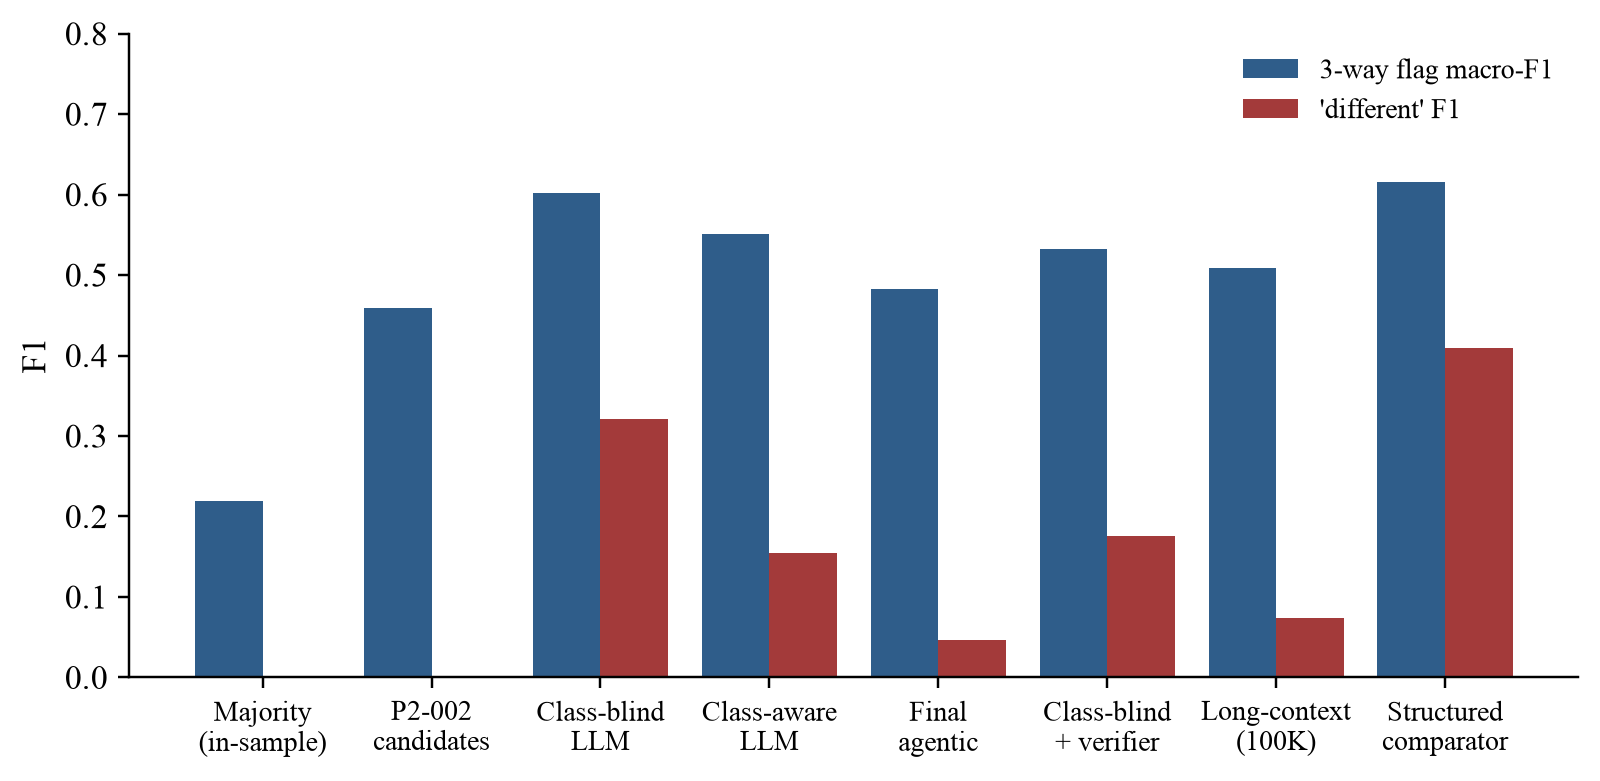 0.8
0.7
0.6
0.5
0.4
0.3
0.2
0.1
0.0
F1
3-way flag macro-F1
'different' F1
Majority
(in-sample)
P2-002
candidates
Class-blind
LLM
Class-aware
LLM
Final
agentic
Class-blind
+ verifier
Long-context
(100K)
Structured
comparator